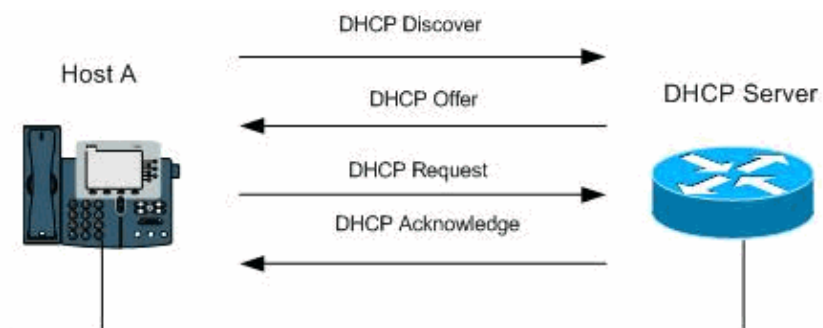 DHCP Discover
Host A
DHCP Offer
DHCP Server
DHCP Request
DHCP Acknowledge